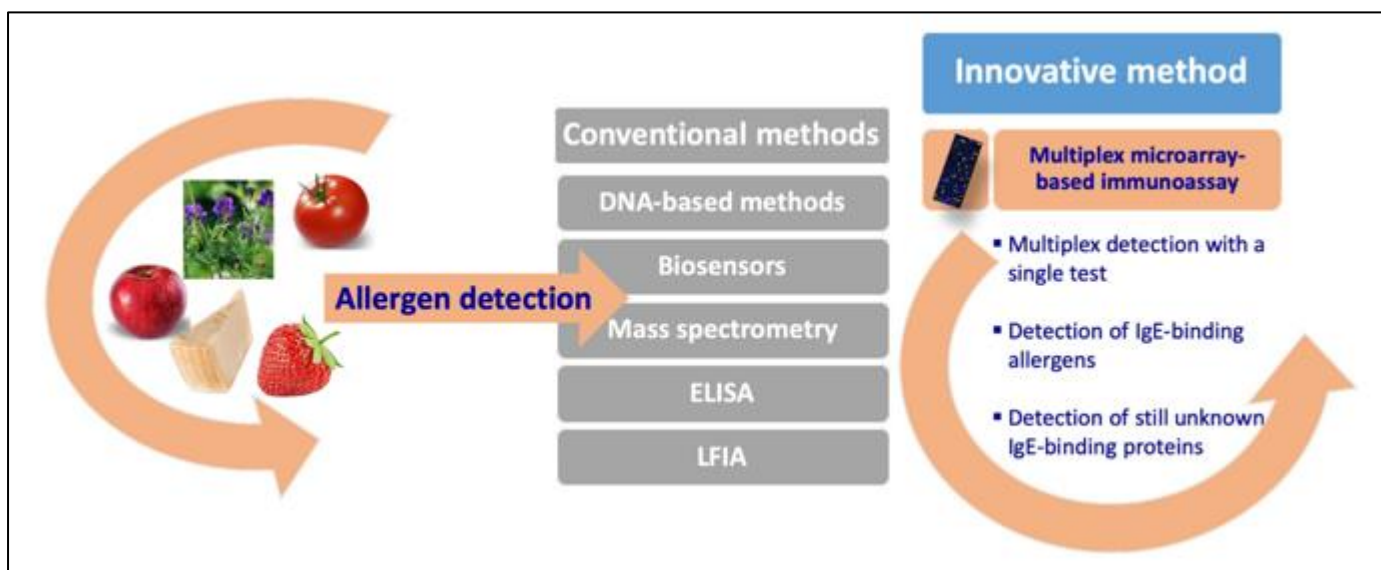 Allergen detection
Conventional methods
DNA-based methods
Biosensors
Mass spectrometry
ELISA
LFIA
Innovative method
Multiplex microarray-
based immunoassay
▪ Multiplex detection with a
single test
▪ Detection of IgE-binding
allergens
▪ Detection of still unknown
IgE-binding proteins